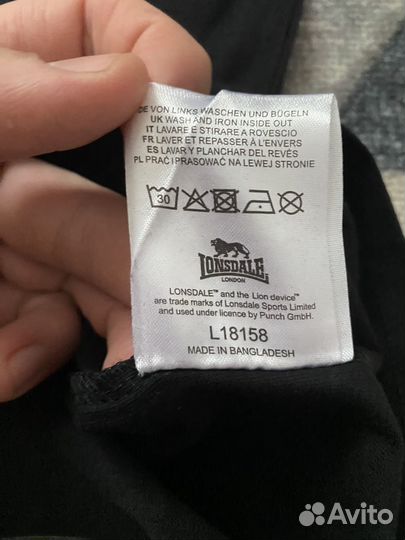 DE VON LINKS WASCHEN UND BÜGELN
UK WASH AND IRON INSIDE OUT
IT LAVARE E STIRARE A ROVESCIO
FR LAVER ET REPASSER À L'ENVERS
ES LAVAR Y PLANCHAR DEL REVÉS
PL PRAĆ I PRASOWAĆ NA LEWEJ STRONIE
30
LONSDALE
LONDON
LONSDALE™ and the Lion device™
are trade marks of Lonsdale Sports Limited
and used under licence by Punch GmbH.
L18158
MADE IN BANGLADESH
Avito